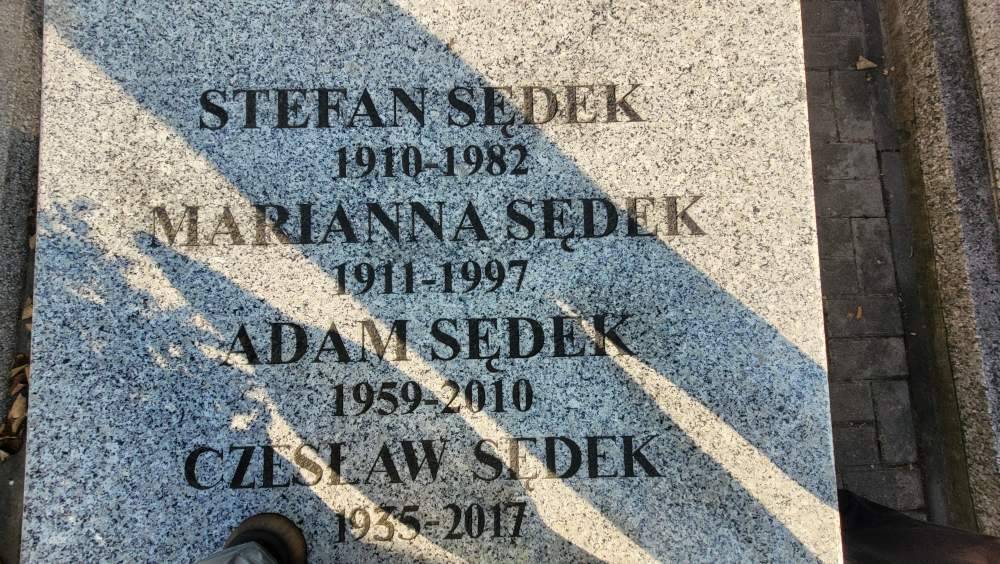 STEFAN SĘDEK
1910-1982
MARIANNA SĘDEK
1911-1997
ADAM SĘDEK
1959-2010
CZESŁAW SĘDEK
1935-2017